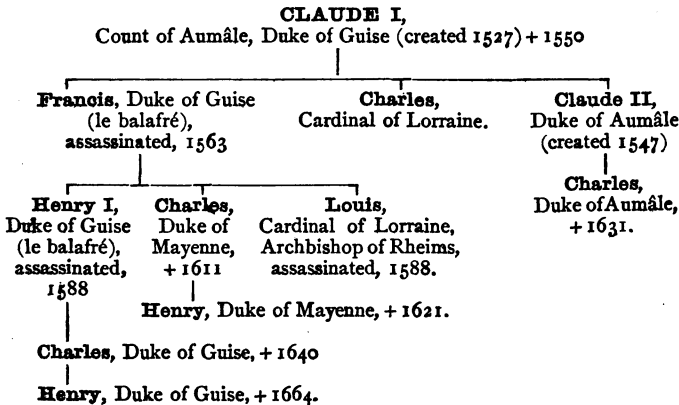 CLAUDE I,
Count of Aumâle, Duke of Guise (created 1527) + 1550
Francis, Duke of Guise
(le balafré),
assassinated, 1563
Charles,
Cardinal of Lorraine.
Claude II,
Duke of Aumâle
(created 1547)
Charles,
Duke of Aumâle,
+ 1631.
Henry I,
Duke of Guise
(le balafré),
assassinated,
1588
Charles,
Duke of
Mayenne,
+ 1611
Louis,
Cardinal of Lorraine,
Archbishop of Rheims,
assassinated, 1588.
Henry, Duke of Mayenne, + 1621.
Charles, Duke of Guise, + 1640
Henry, Duke of Guise, + 1664.